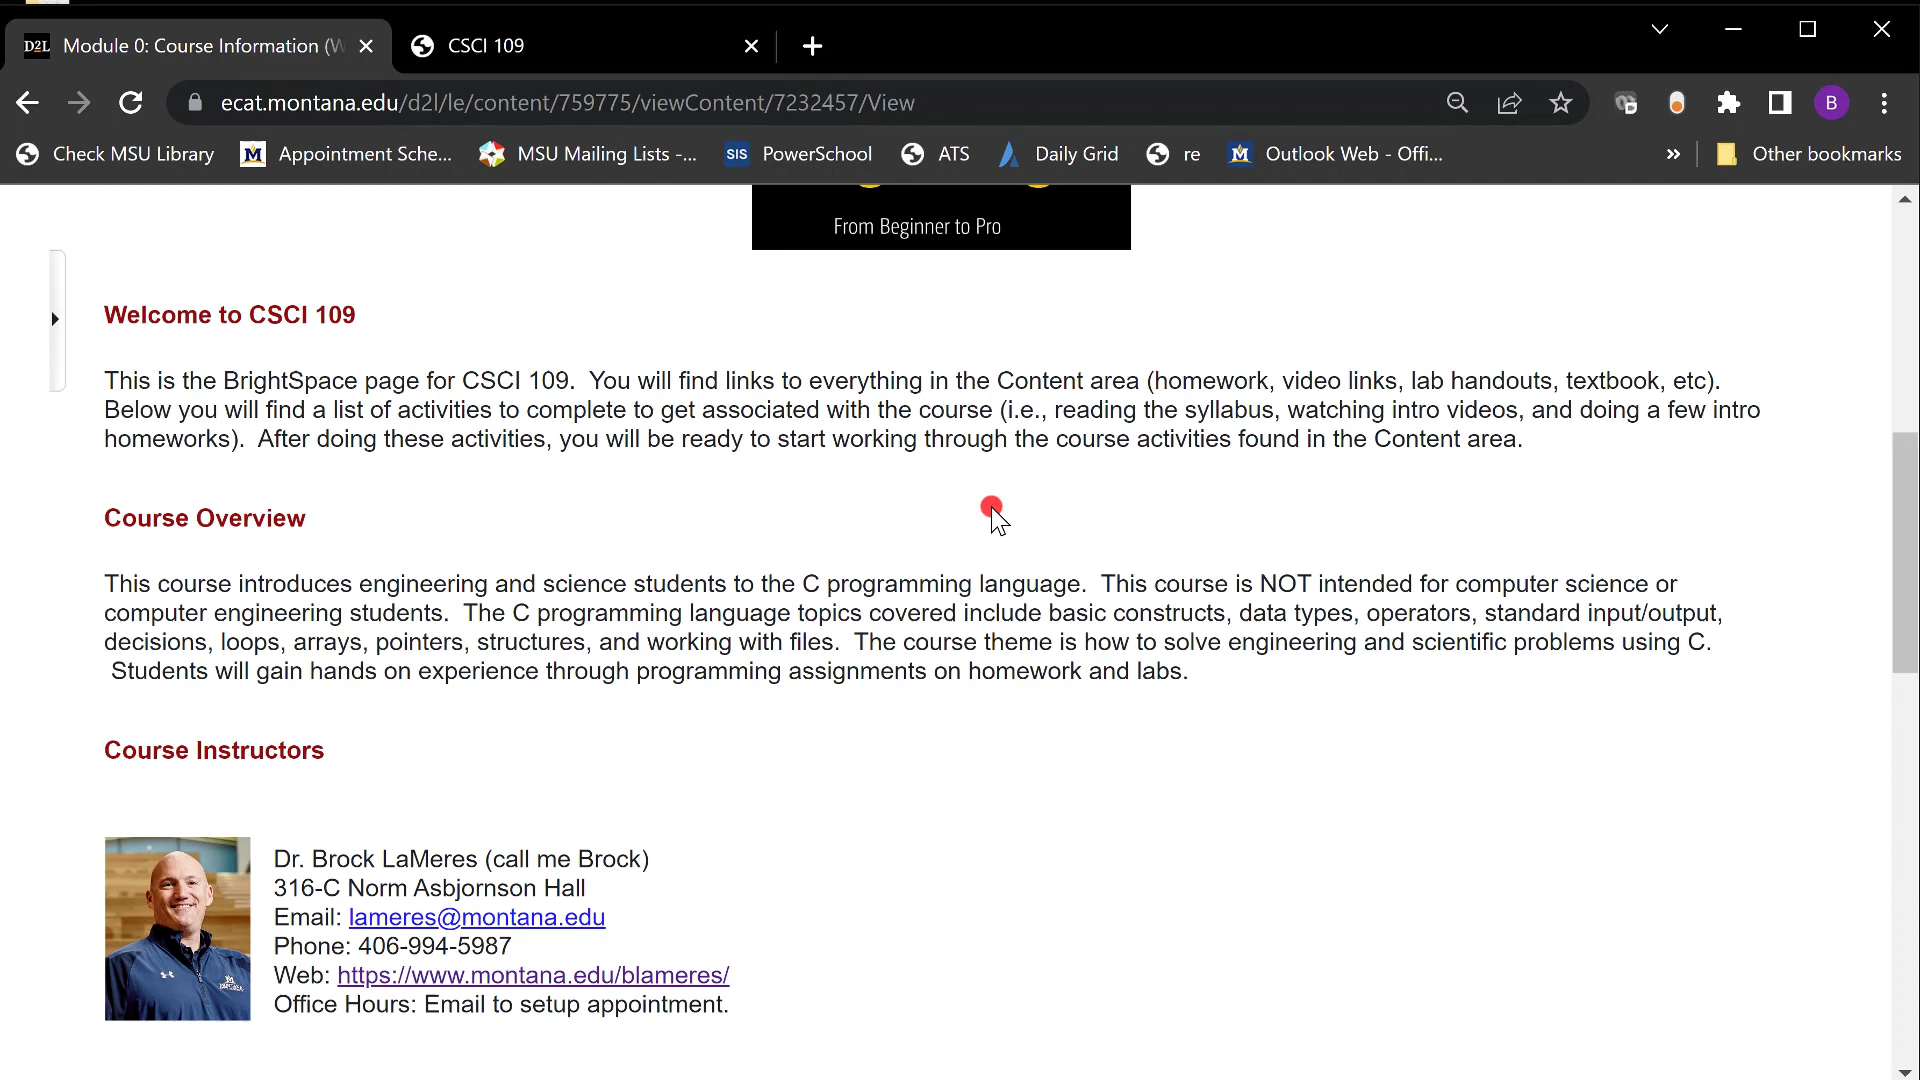 D2L Module 0: Course Information (W
CSCI 109
ecat.montana.edu/d2l/le/content/759775/viewContent/7232457/View
B
Check MSU Library
M Appointment Sche...
MSU Mailing Lists -...
SIS PowerSchool
ATS
Daily Grid
re
M Outlook Web - Offi...
»
Other bookmarks
From Beginner to Pro
Welcome to CSCI 109
This is the BrightSpace page for CSCI 109.  You will find links to everything in the Content area (homework, video links, lab handouts, textbook, etc).
Below you will find a list of activities to complete to get associated with the course (i.e., reading the syllabus, watching intro videos, and doing a few intro
homeworks).  After doing these activities, you will be ready to start working through the course activities found in the Content area.
Course Overview
This course introduces engineering and science students to the C programming language.  This course is NOT intended for computer science or
computer engineering students.  The C programming language topics covered include basic constructs, data types, operators, standard input/output,
decisions, loops, arrays, pointers, structures, and working with files.  The course theme is how to solve engineering and scientific problems using C.
Students will gain hands on experience through programming assignments on homework and labs.
Course Instructors
Dr. Brock LaMeres (call me Brock)
316-C Norm Asbjornson Hall
Email: lameres@montana.edu
Phone: 406-994-5987
Web: https://www.montana.edu/blameres/
Office Hours: Email to setup appointment.